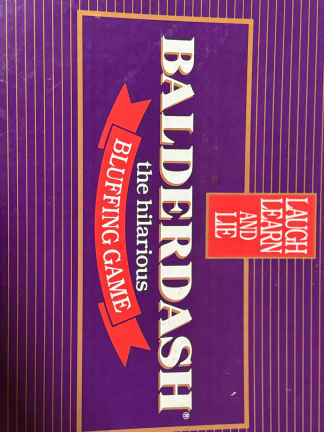 LAUGH
LEARN
AND
LIE
BALDERDASH®
the hilarious
BLUFFING GAME